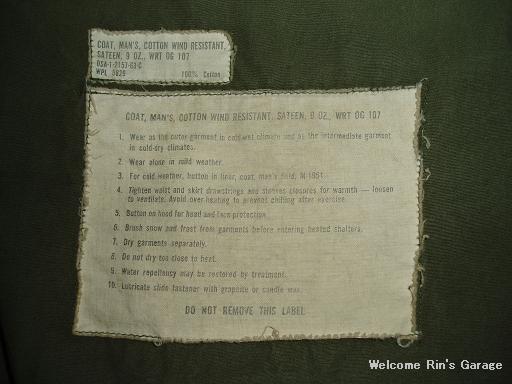 COAT, MAN'S, COTTON WIND RESISTANT,
SATEEN, 9 OZ., WRT OG 107
DSA-1-2157-63-C
WPL 5829 100% Cotton
COAT, MAN'S, COTTON WIND RESISTANT, SATEEN, 9 OZ., WRT OG 107
1. Wear as the outer garment in cold-wet climate and as the intermediate garment
in cold-dry climates.
2. Wear alone in mild weather.
3. For cold weather, button in liner, coat, man's field, M-1951.
4. Tighten waist and skirt drawstrings and sleeves closures for warmth — loosen
to ventilate. Avoid over-heating to prevent chilling after exercise.
5. Button on hood for head and face protection.
6. Brush snow and frost from garments before entering heated shelters.
7. Dry garments separately.
8. Do not dry too close to heat.
9. Water repellency may be restored by treatment.
10. Lubricate slide fastener with graphite or candle wax.
DO NOT REMOVE THIS LABEL
Welcome Rin's Garage